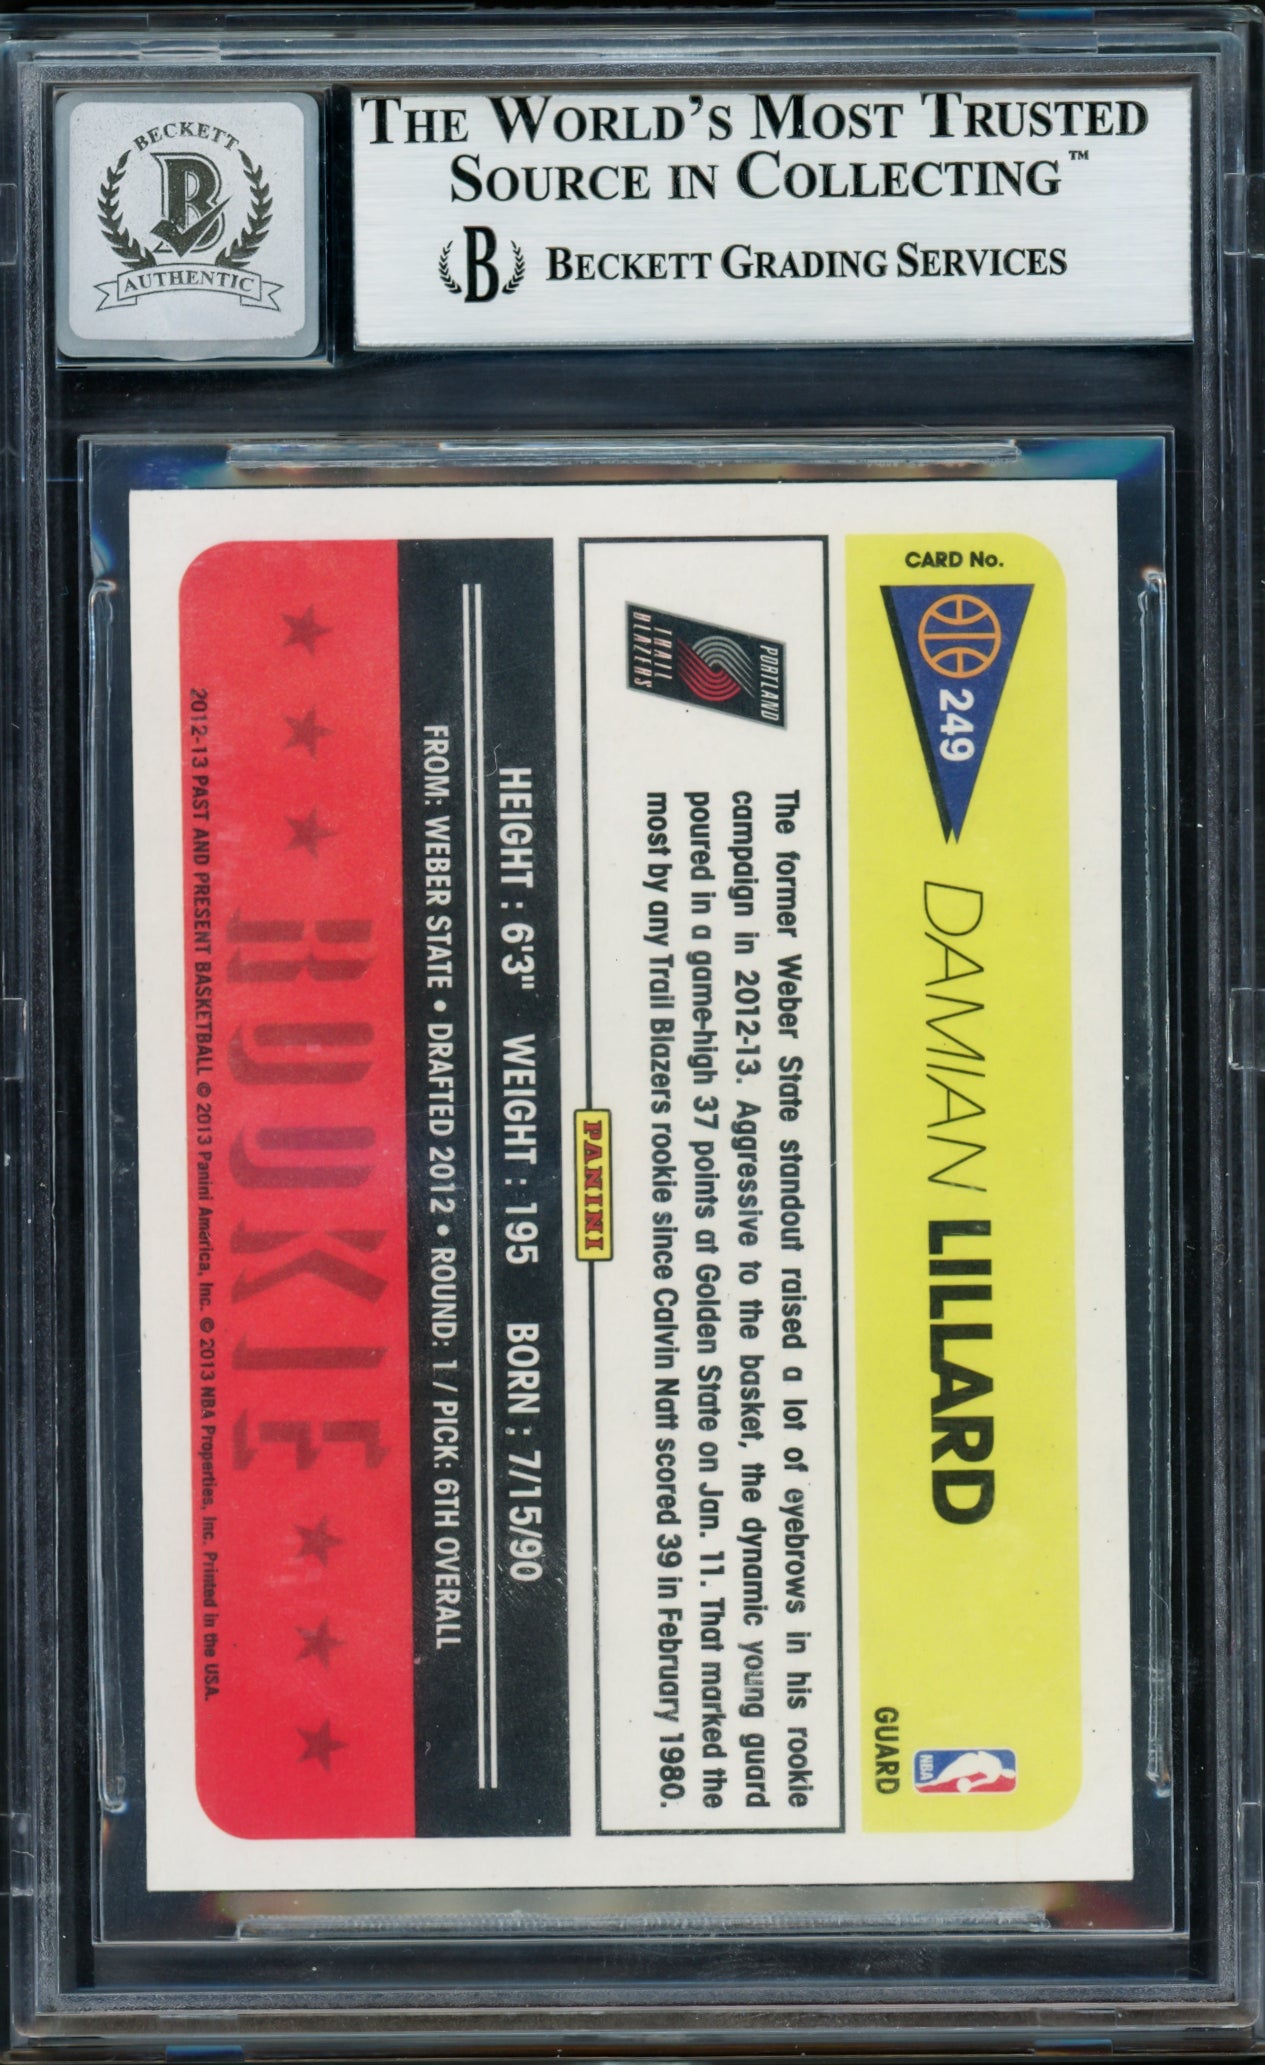 BECKETT
B
AUTHENTIC
THE WORLD'S MOST TRUSTED
SOURCE IN COLLECTING™
B BECKETT GRADING SERVICES
CARD No.
249
DAMIAN LILLARD
GUARD
NBA
PORTLAND
TRAIL
BLAZERS
The former Weber State standout raised a lot of eyebrows in his rookie
campaign in 2012-13. Aggressive to the basket, the dynamic young guard
poured in a game-high 37 points at Golden State on Jan. 11. That marked the
most by any Trail Blazers rookie since Calvin Natt scored 39 in February 1980.
PANINI
HEIGHT : 6'3" WEIGHT : 195 BORN : 7/15/90
FROM: WEBER STATE • DRAFTED 2012 • ROUND: 1 / PICK: 6TH OVERALL
ROOKIE
2012-13 PAST AND PRESENT BASKETBALL © 2013 Panini America, Inc. © 2013 NBA Properties, Inc. Printed in the USA.